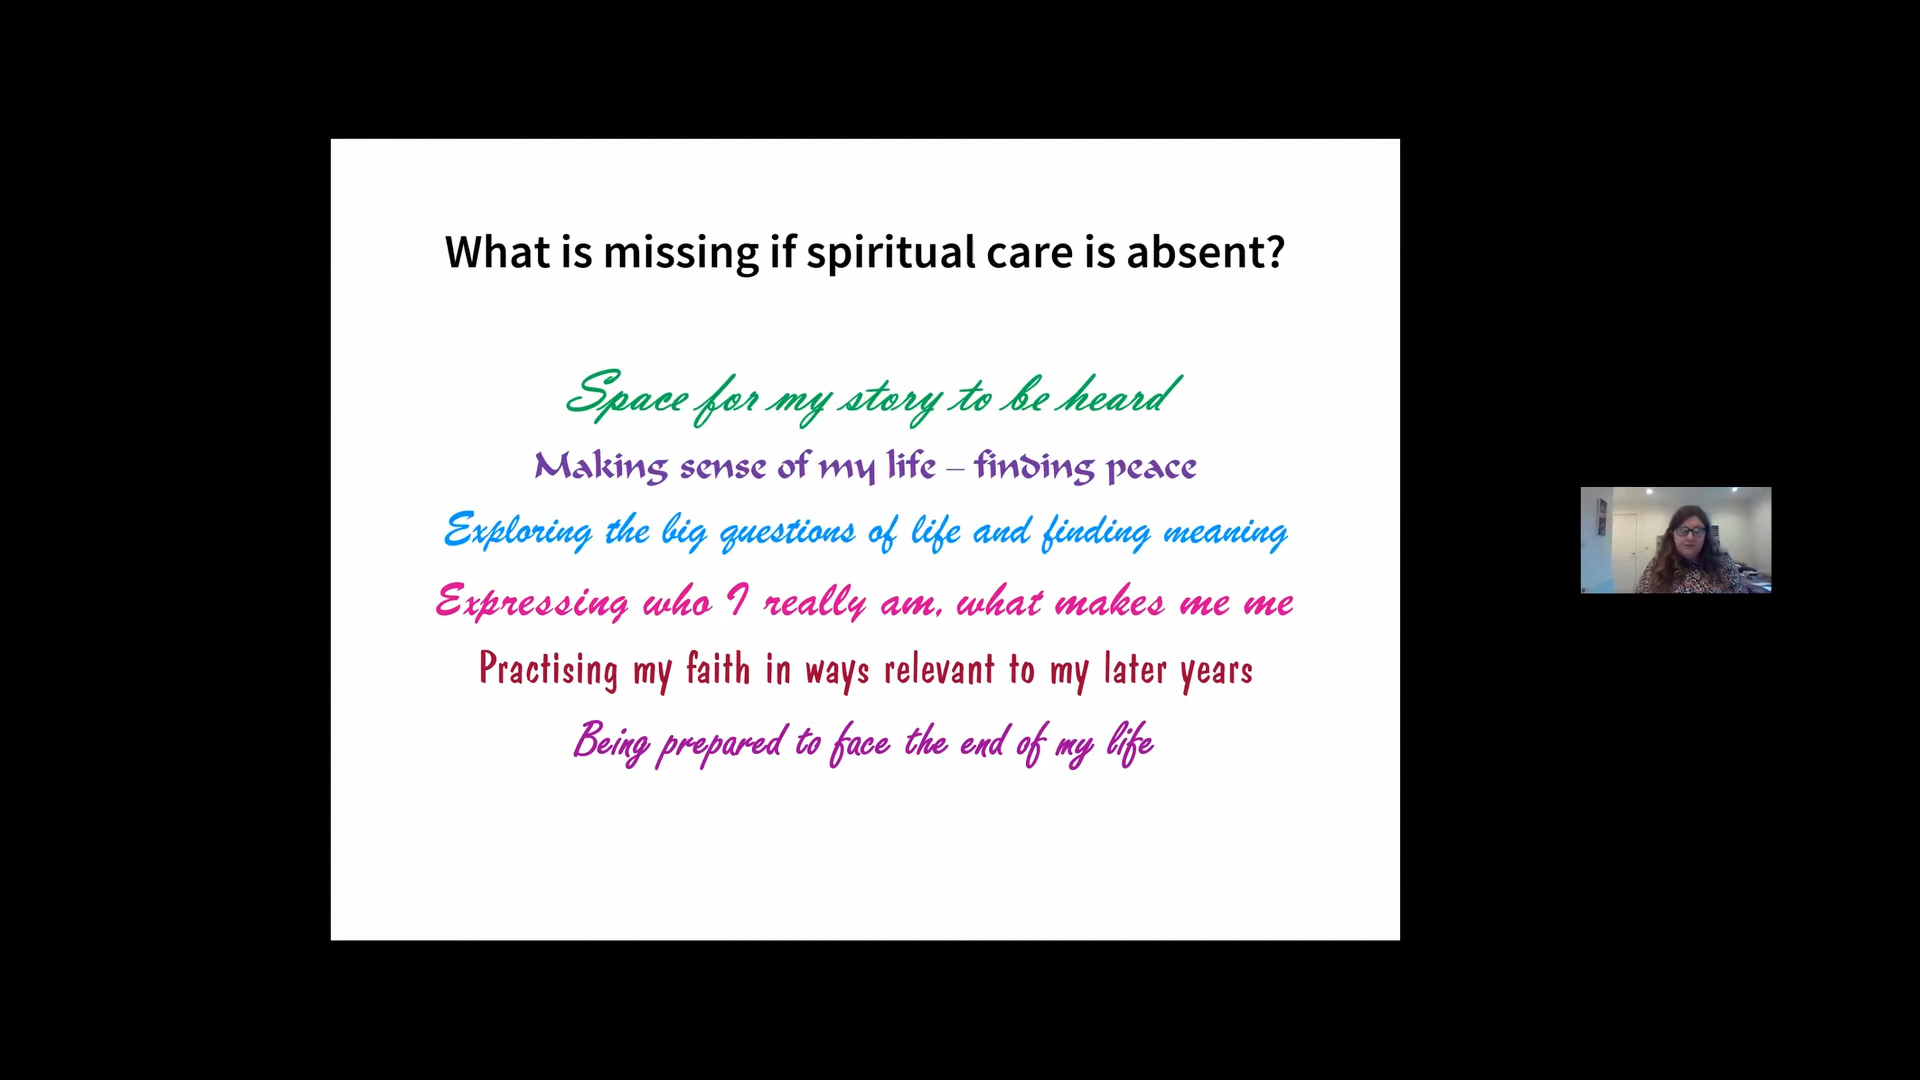 What is missing if spiritual care is absent?
Space for my story to be heard
Making sense of my life – finding peace
Exploring the big questions of life and finding meaning
Expressing who I really am, what makes me me
Practising my faith in ways relevant to my later years
Being prepared to face the end of my life